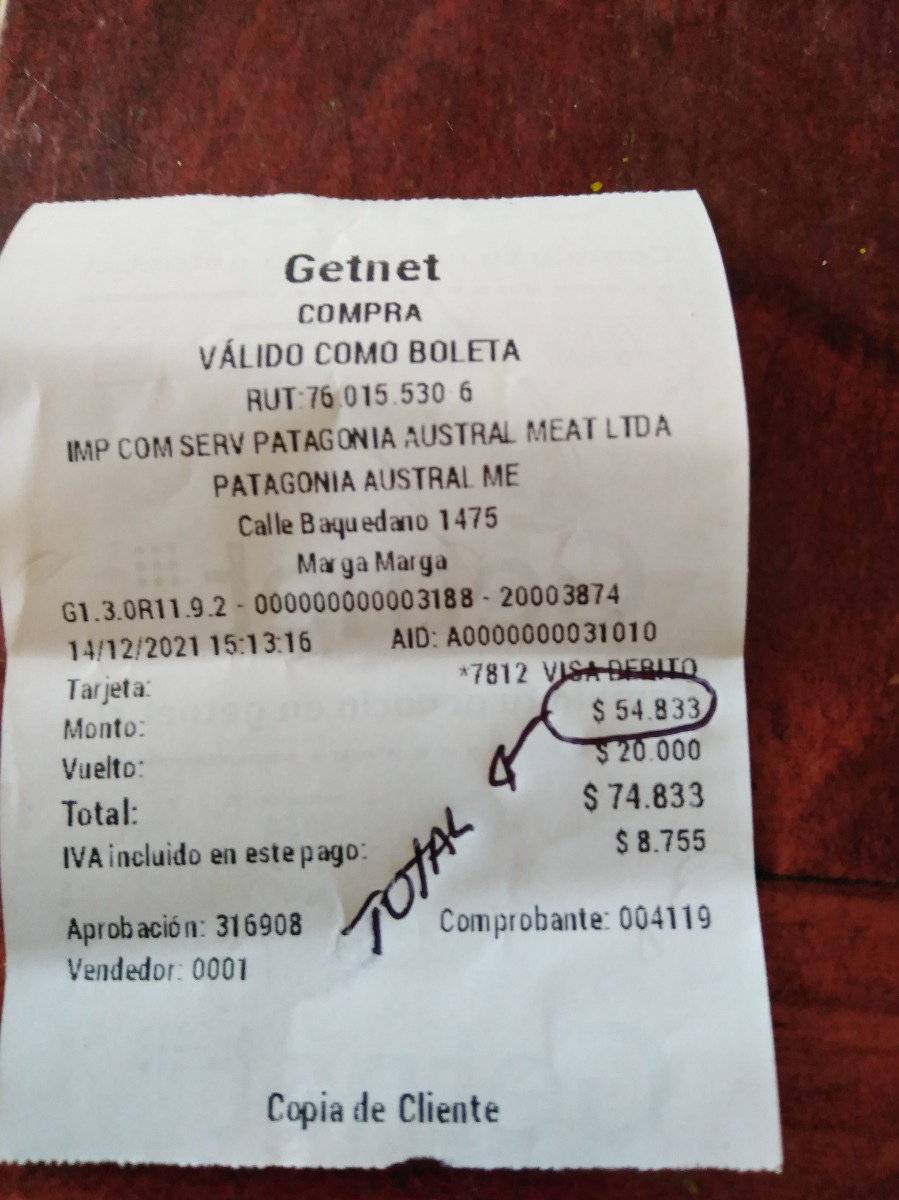 Getnet
COMPRA
VÁLIDO COMO BOLETA
RUT:76.015.530-6
IMP COM SERV PATAGONIA AUSTRAL MEAT LTDA
PATAGONIA AUSTRAL ME
Calle Baquedano 1475
Marga Marga
G1.3.0R11.9.2 - 000000000003188 - 20003874
14/12/2021 15:13:16 AID: A0000000031010
Tarjeta: *7812 VISA DEBITO
Monto: $ 54.833
Vuelto: $ 20.000
Total: $ 74.833
IVA incluido en este pago: $ 8.755
TOTAL
Aprobación: 316908 Comprobante: 004119
Vendedor: 0001
Copia de Cliente